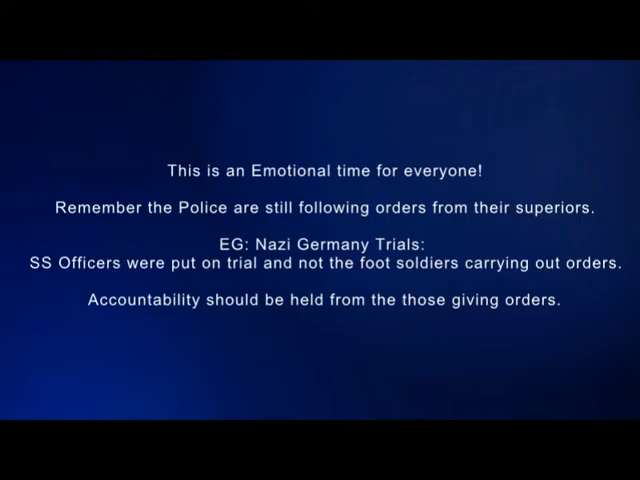 This is an Emotional time for everyone!
Remember the Police are still following orders from their superiors.
EG: Nazi Germany Trials:
SS Officers were put on trial and not the foot soldiers carrying out orders.
Accountability should be held from the those giving orders.